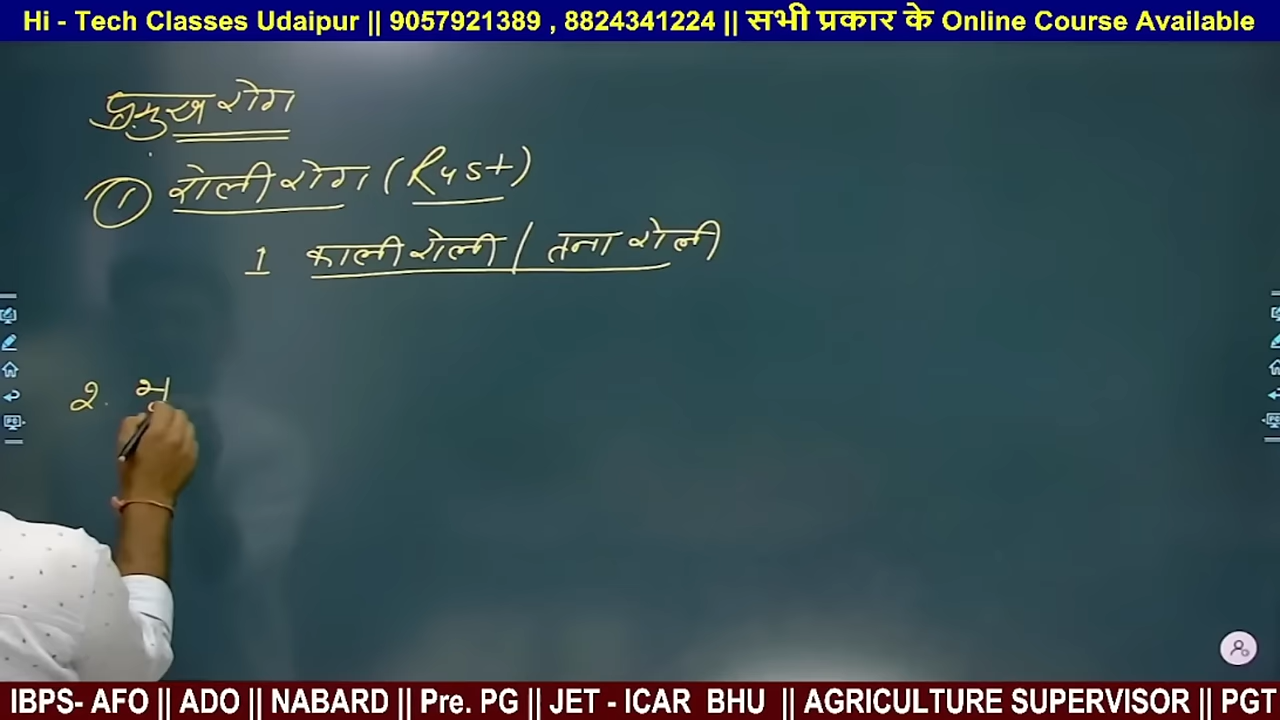 Hi - Tech Classes Udaipur || 9057921389 , 8824341224 || सभी प्रकार के Online Course Available
प्रमुख रोग
① रोली रोग (Rust)
1 काली रोली / तना रोली
2. भू
IBPS- AFO || ADO || NABARD || Pre. PG || JET - ICAR BHU || AGRICULTURE SUPERVISOR || PGT